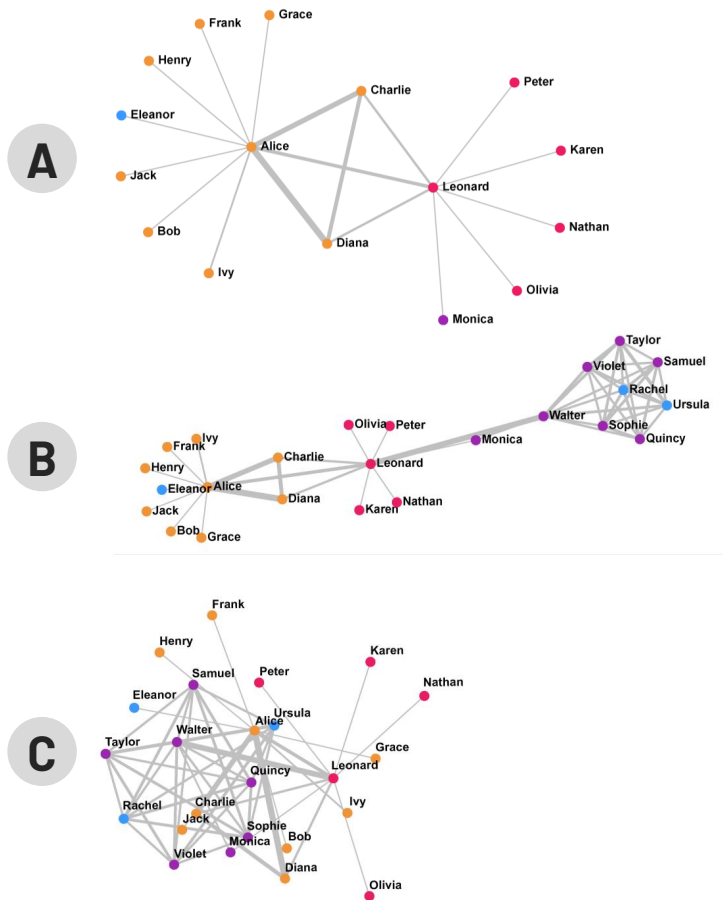 Grace
Frank
Henry
Charlie
Peter
Eleanor
A
Alice
Karen
Jack
Leonard
Bob
Diana
Nathan
Ivy
Olivia
Monica
Taylor
Violet
Samuel
Rachel
Ursula
Walter
Olivia
Peter
Sophie
Ivy
Monica
Quincy
Frank
B
Charlie
Leonard
Henry
Eleanor
Alice
Diana
Nathan
Jack
Karen
Bob
Grace
Frank
Henry
Karen
Samuel
Peter
Nathan
Eleanor
Ursula
Alice
Walter
Taylor
C
Grace
Leonard
Quincy
Rachel
Charlie
Ivy
Jack
Sophie
Bob
Monica
Violet
Diana
Olivia